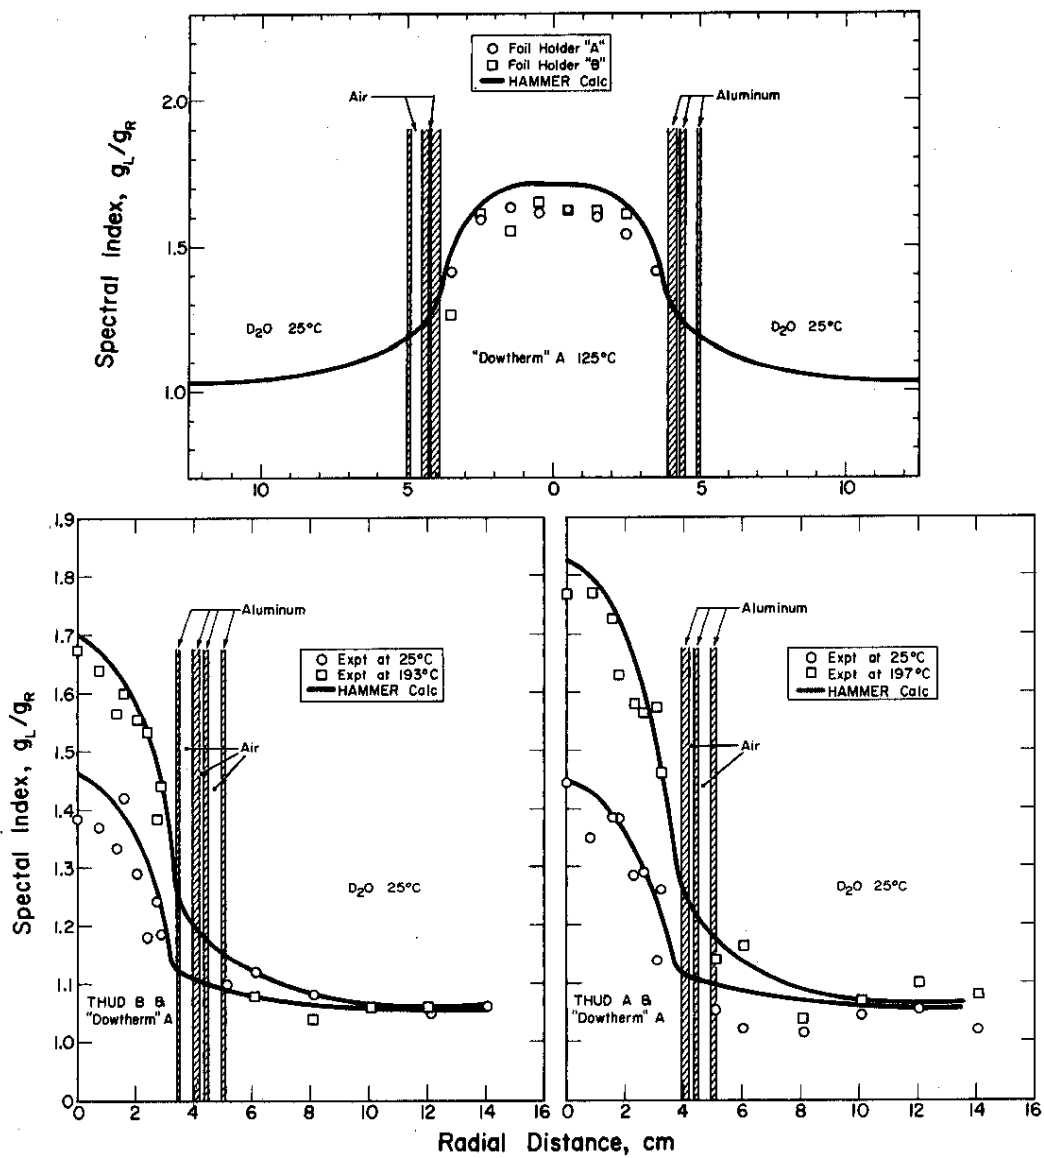 Foil Holder "A"
Foil Holder "B"
HAMMER Calc
Air
Aluminum
2.0
1.5
1.0
Spectral Index, gL/gR
D2O 25°C
"Dowtherm" A 125°C
D2O 25°C
10
5
0
5
10
1.9
1.8
1.7
1.6
1.5
1.4
1.3
1.2
1.1
1.0
0
Spectal Index, gL/gR
Aluminum
Expt at 25°C
Expt at 193°C
HAMMER Calc
Air
D2O 25°C
THUD B &
"Dowtherm" A
0 2 4 6 8 10 12 14 16
Aluminum
Expt at 25°C
Expt at 197°C
HAMMER Calc
Air
D2O 25°C
THUD A &
"Dowtherm" A
0 2 4 6 8 10 12 14 16
Radial Distance, cm